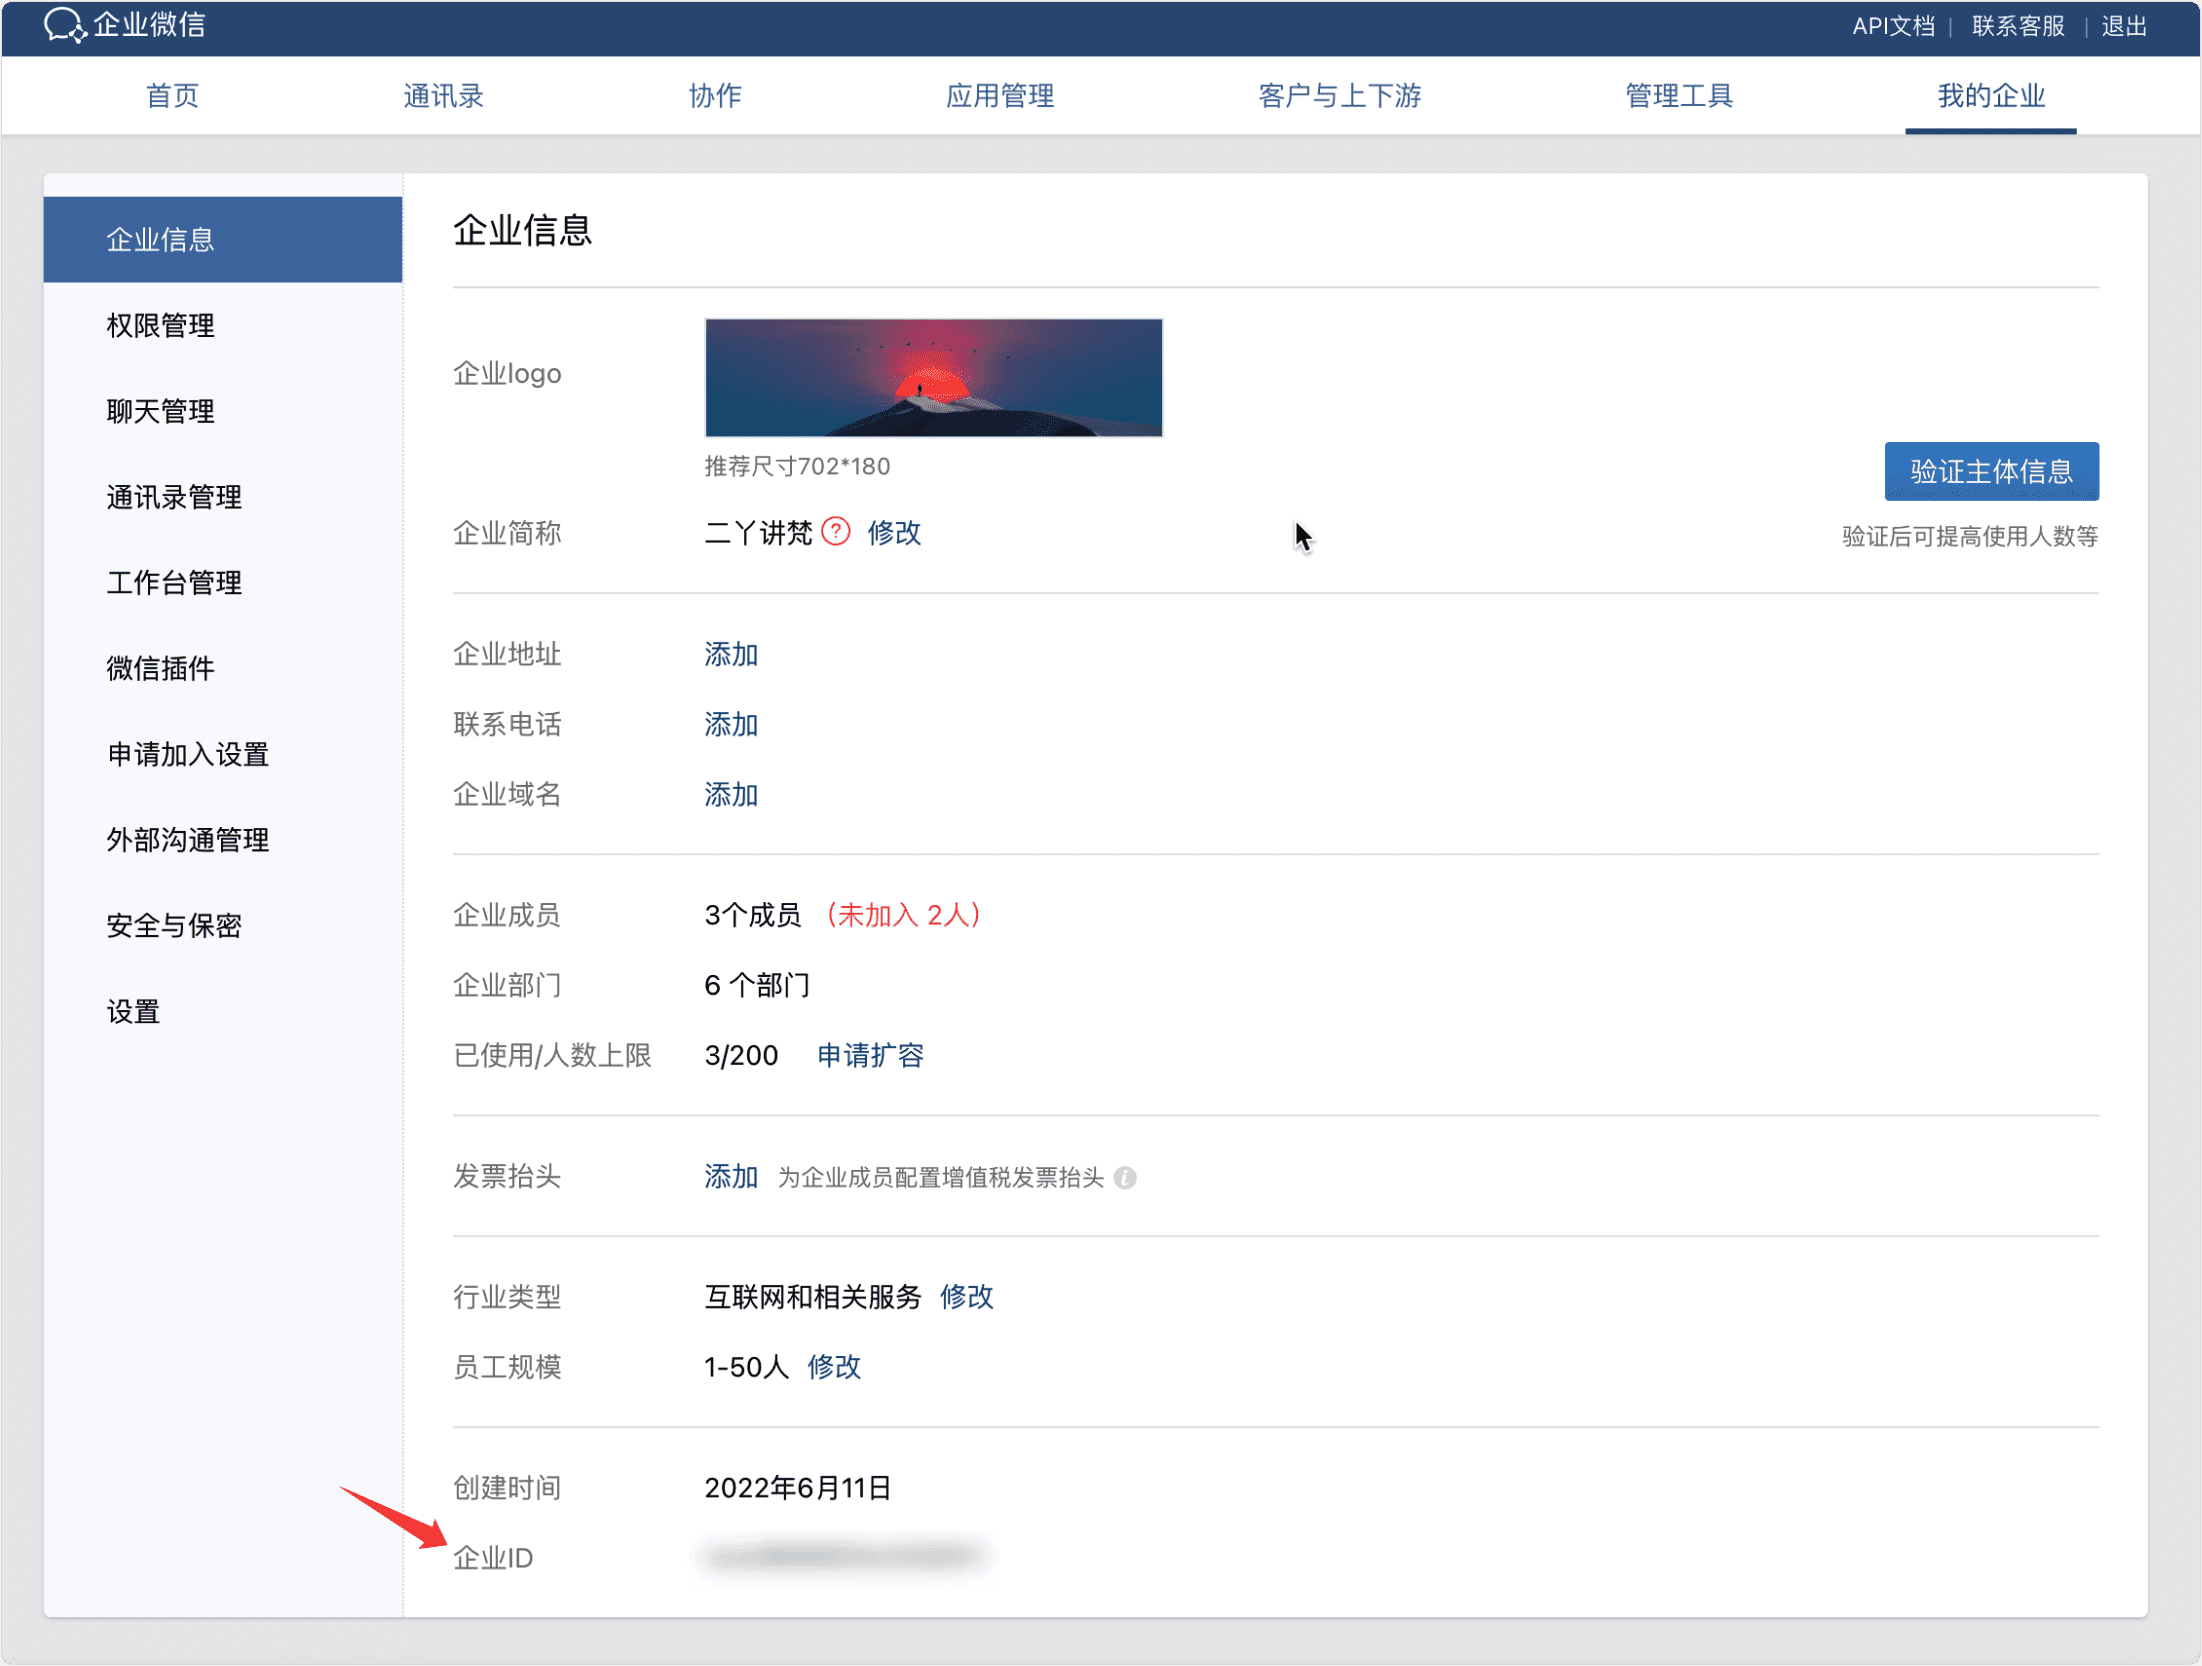 企业微信
API文档 | 联系客服 | 退出
首页 通讯录 协作 应用管理 客户与上下游 管理工具 我的企业
企业信息
权限管理
聊天管理
通讯录管理
工作台管理
微信插件
申请加入设置
外部沟通管理
安全与保密
设置
企业信息
企业logo
推荐尺寸702*180
验证主体信息
企业简称 二丫讲梵 ? 修改
验证后可提高使用人数等
企业地址 添加
联系电话 添加
企业域名 添加
企业成员 3个成员 （未加入 2人）
企业部门 6 个部门
已使用/人数上限 3/200 申请扩容
发票抬头 添加 为企业成员配置增值税发票抬头 i
行业类型 互联网和相关服务 修改
员工规模 1-50人 修改
创建时间 2022年6月11日
企业ID